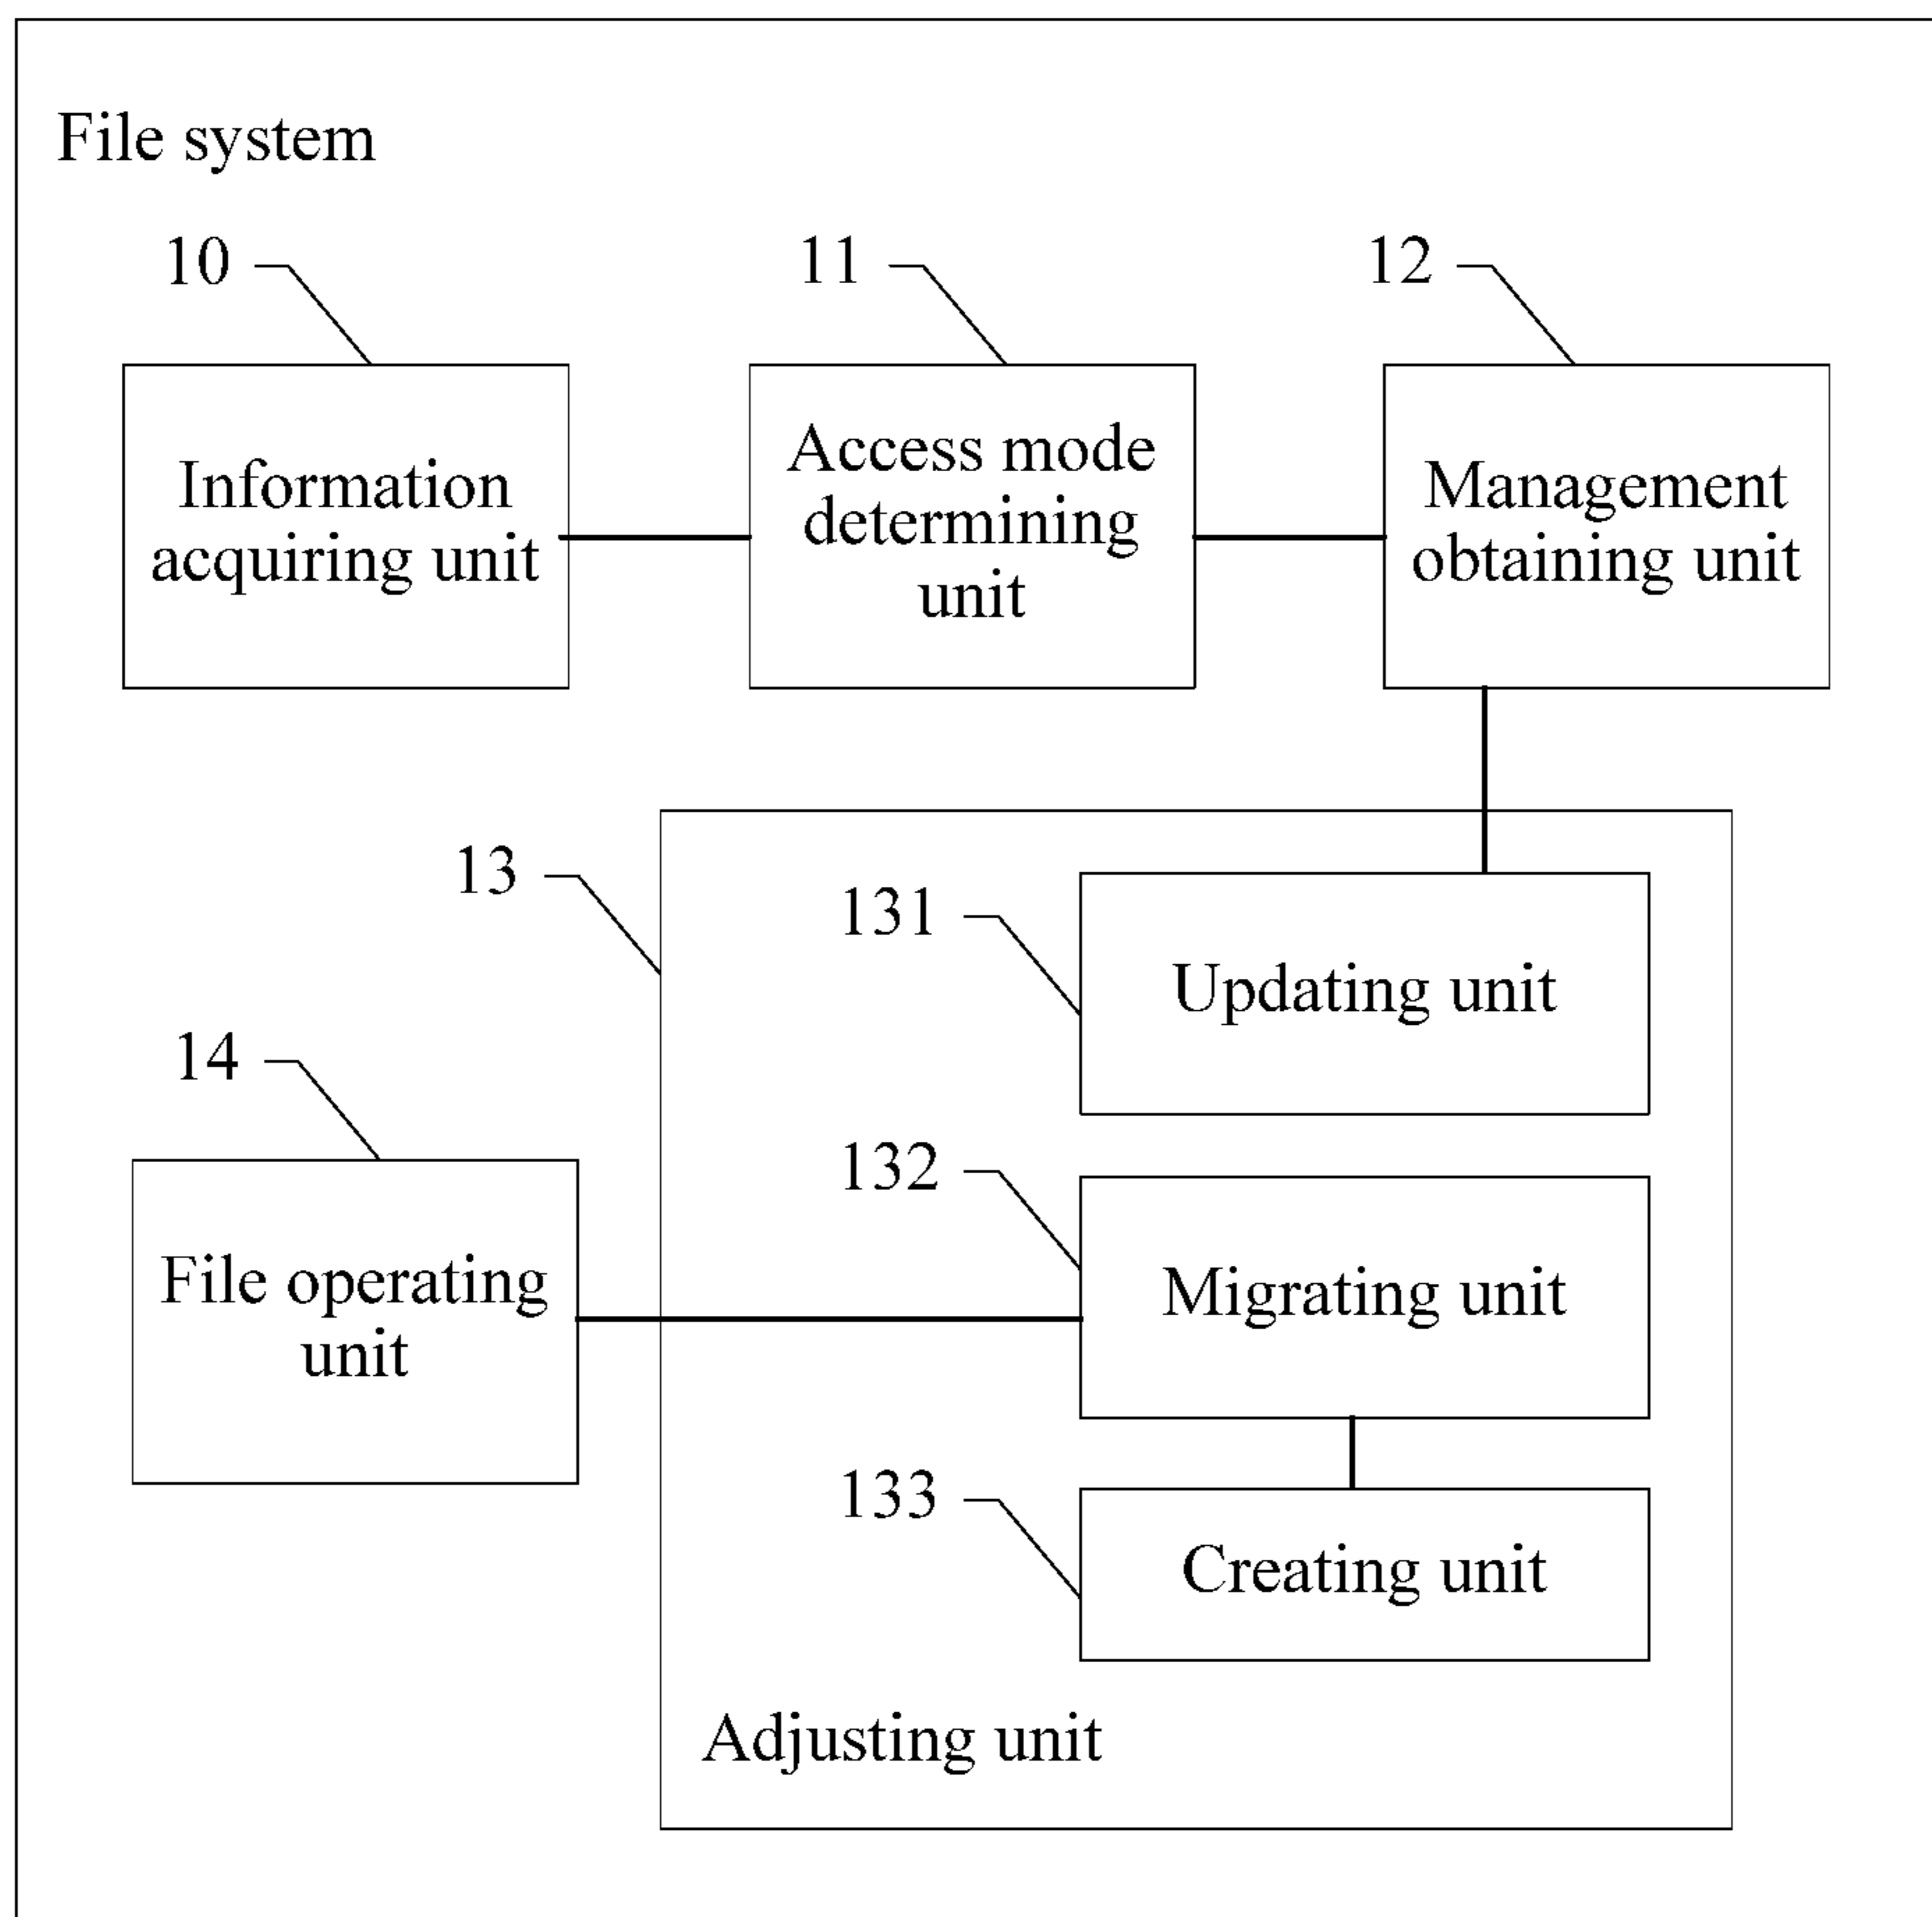 File system
10
11
12
Information
acquiring unit
Access mode
determining
unit
Management
obtaining unit
13
131
Updating unit
14
132
File operating
unit
Migrating unit
133
Creating unit
Adjusting unit